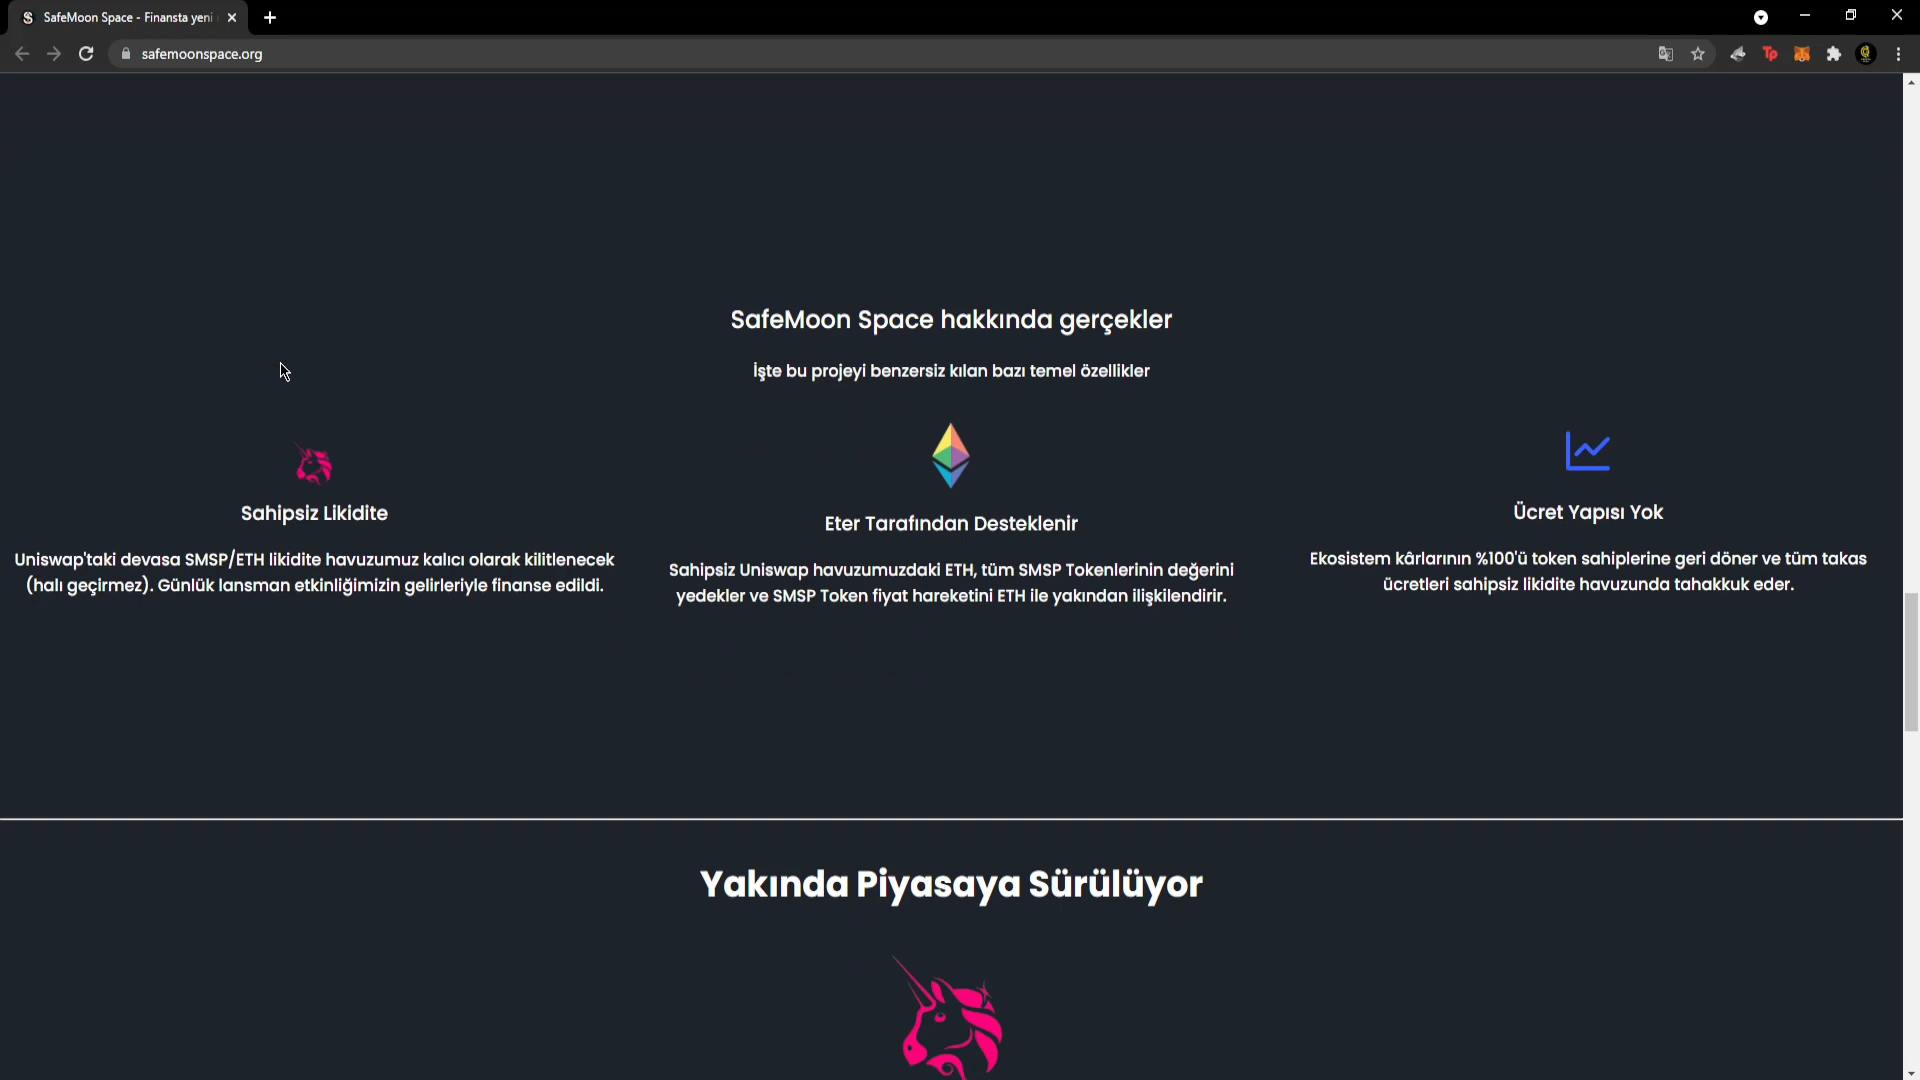 SafeMoon Space - Finansta yeni
safemoonspace.org
Tp
SafeMoon Space hakkında gerçekler
İşte bu projeyi benzersiz kılan bazı temel özellikler
Sahipsiz Likidite
Uniswap'taki devasa SMSP/ETH likidite havuzumuz kalıcı olarak kilitlenecek
(halı geçirmez). Günlük lansman etkinliğimizin gelirleriyle finanse edildi.
Eter Tarafından Desteklenir
Sahipsiz Uniswap havuzumuzdaki ETH, tüm SMSP Tokenlerinin değerini
yedekler ve SMSP Token fiyat hareketini ETH ile yakından ilişkilendirir.
Ücret Yapısı Yok
Ekosistem kârlarının %100'ü token sahiplerine geri döner ve tüm takas
ücretleri sahipsiz likidite havuzunda tahakkuk eder.
Yakında Piyasaya Sürülüyor